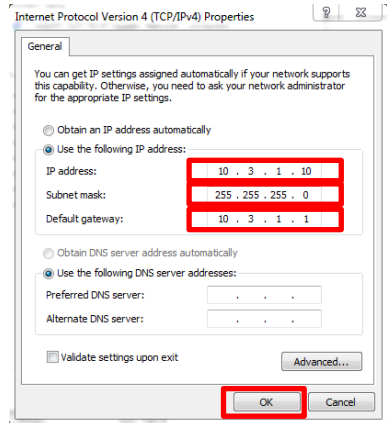 Internet Protocol Version 4 (TCP/IPv4) Properties
General
You can get IP settings assigned automatically if your network supports
this capability. Otherwise, you need to ask your network administrator
for the appropriate IP settings.
Obtain an IP address automatically
Use the following IP address:
IP address: 10 . 3 . 1 . 10
Subnet mask: 255 . 255 . 255 . 0
Default gateway: 10 . 3 . 1 . 1
Obtain DNS server address automatically
Use the following DNS server addresses:
Preferred DNS server: . . .
Alternate DNS server: . . .
Validate settings upon exit
Advanced...
OK Cancel